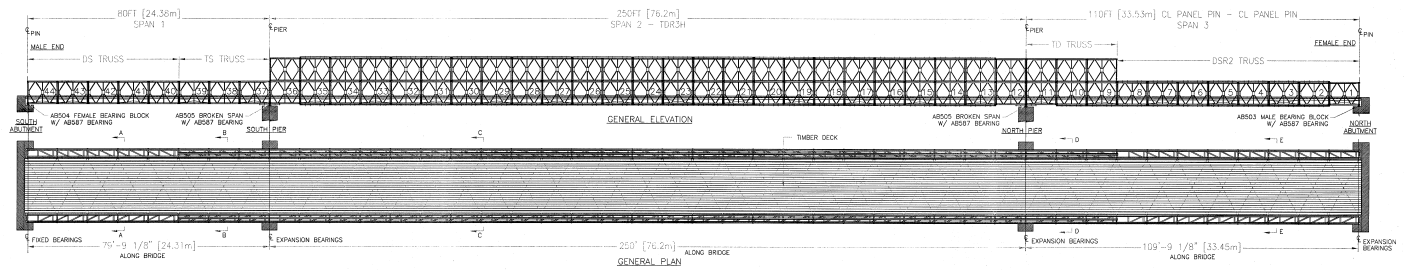 80FT [24.38m]
SPAN 1
250FT [76.2m]
SPAN 2 - TDR3H
110FT [33.53m] CL PANEL PIN - CL PANEL PIN
SPAN 3
PIN
PIER
PIER
PIN
MALE END
FEMALE END
DS TRUSS
TS TRUSS
TD TRUSS
DSR2 TRUSS
44 43 42 41 40 39 38 37 36 35 34 33 32 31 30 29 28 27 26 25 24 23 22 21 20 19 18 17 16 15 14 13 12 11 10 9 8 7 6 5 4 3 2 1
SOUTH
ABUTMENT
AB504 FEMALE BEARING BLOCK
W/ AB587 BEARING
AB505 BROKEN SPAN
W/ AB587 BEARING
SOUTH PIER
GENERAL ELEVATION
AB505 BROKEN SPAN
W/ AB587 BEARING
NORTH PIER
AB503 MALE BEARING BLOCK
W/ AB587 BEARING
NORTH
ABUTMENT
A
B
C
TIMBER DECK
D
E
A
B
C
D
E
FIXED BEARINGS
EXPANSION BEARINGS
EXPANSION BEARINGS
EXPANSION
BEARINGS
79'-9 1/8" [24.31m]
ALONG BRIDGE
250' [76.2m]
ALONG BRIDGE
109'-9 1/8" [33.45m]
ALONG BRIDGE
GENERAL PLAN